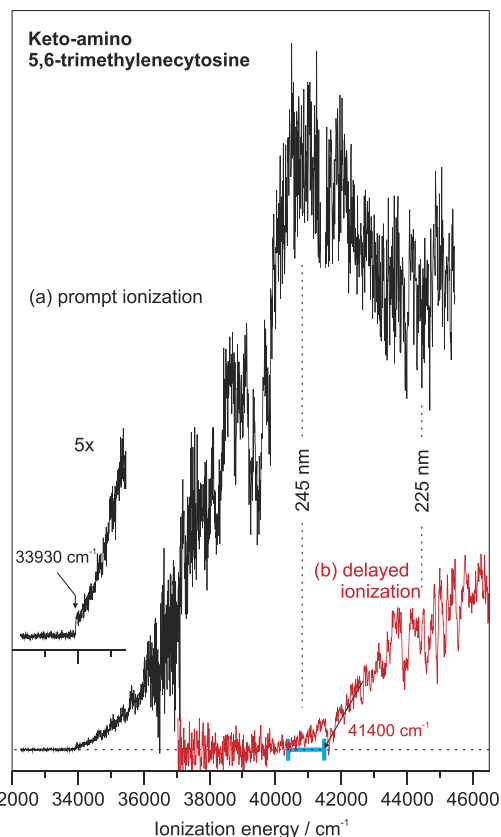 Keto-amino
5,6-trimethylenecytosine
(a) prompt ionization
5x
245 nm
225 nm
33930 cm⁻¹
(b) delayed
ionization
41400 cm⁻¹
2000 34000 36000 38000 40000 42000 44000 46000
Ionization energy / cm⁻¹